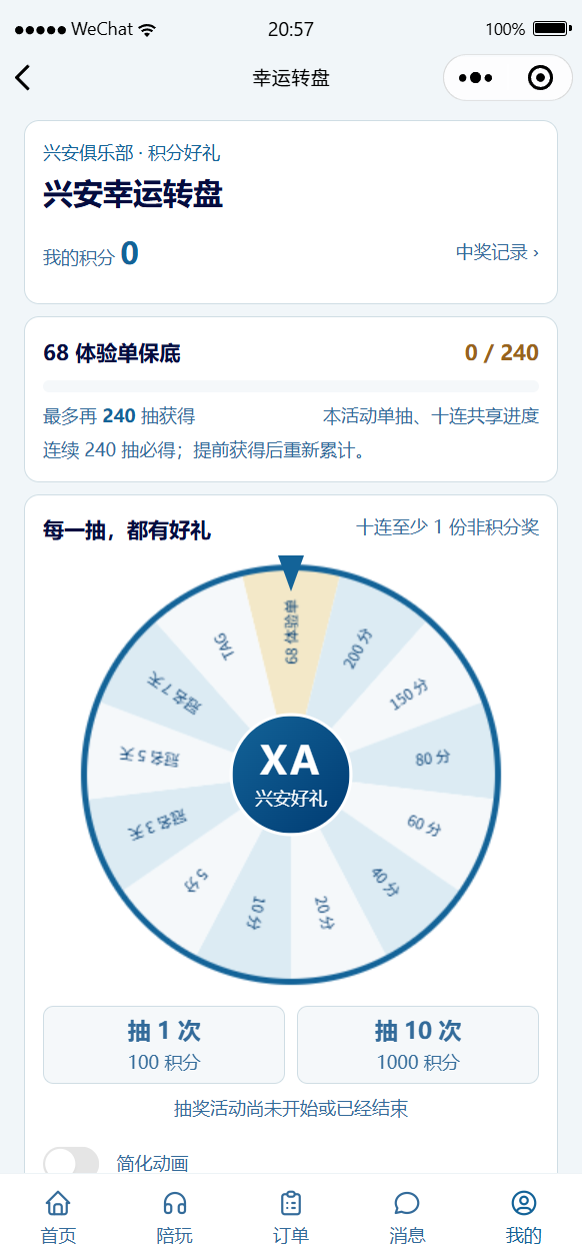 WeChat 20:57 100%
幸运转盘
兴安俱乐部 · 积分好礼
兴安幸运转盘
我的积分 0 中奖记录 ›
68 体验单保底 0 / 240
最多再 240 抽获得 本活动单抽、十连共享进度
连续 240 抽必得；提前获得后重新累计。
每一抽，都有好礼 十连至少 1 份非积分奖
68 体验单
200 分
150 分
80 分
60 分
40 分
20 分
10 分
5 分
冠名 3 天
冠名 5 天
冠名 7 天
TAG
XA
兴安好礼
抽 1 次 抽 10 次
100 积分 1000 积分
抽奖活动尚未开始或已经结束
简化动画
首页 陪玩 订单 消息 我的